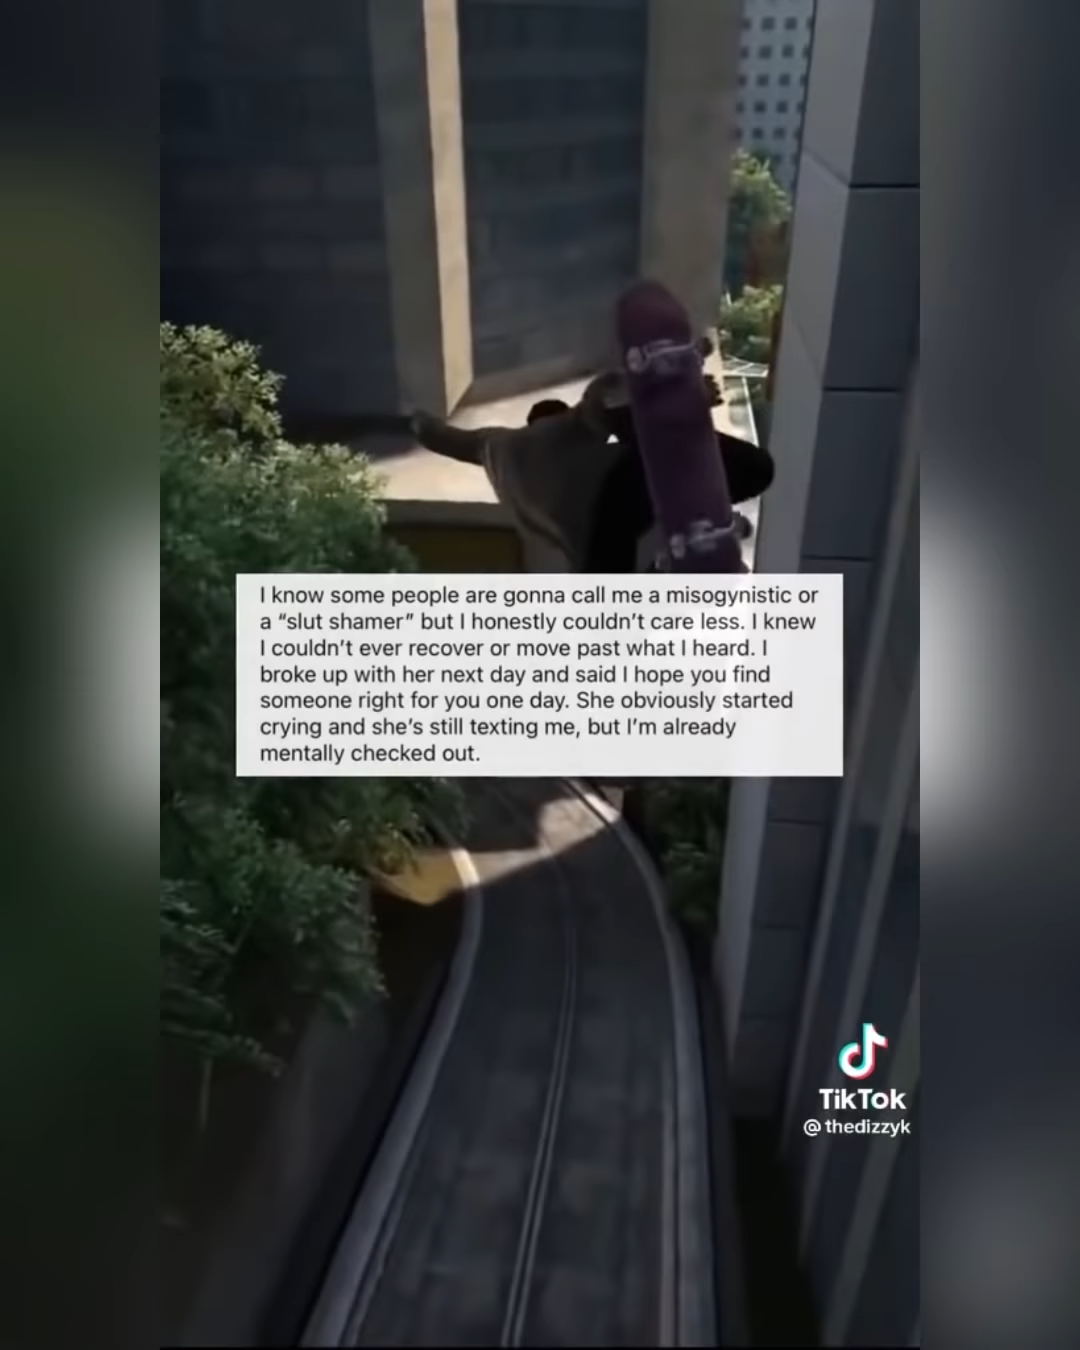 I know some people are gonna call me a misogynistic or
a “slut shamer” but I honestly couldn’t care less. I knew
I couldn’t ever recover or move past what I heard. I
broke up with her next day and said I hope you find
someone right for you one day. She obviously started
crying and she’s still texting me, but I’m already
mentally checked out.
TikTok
@thedizzyk